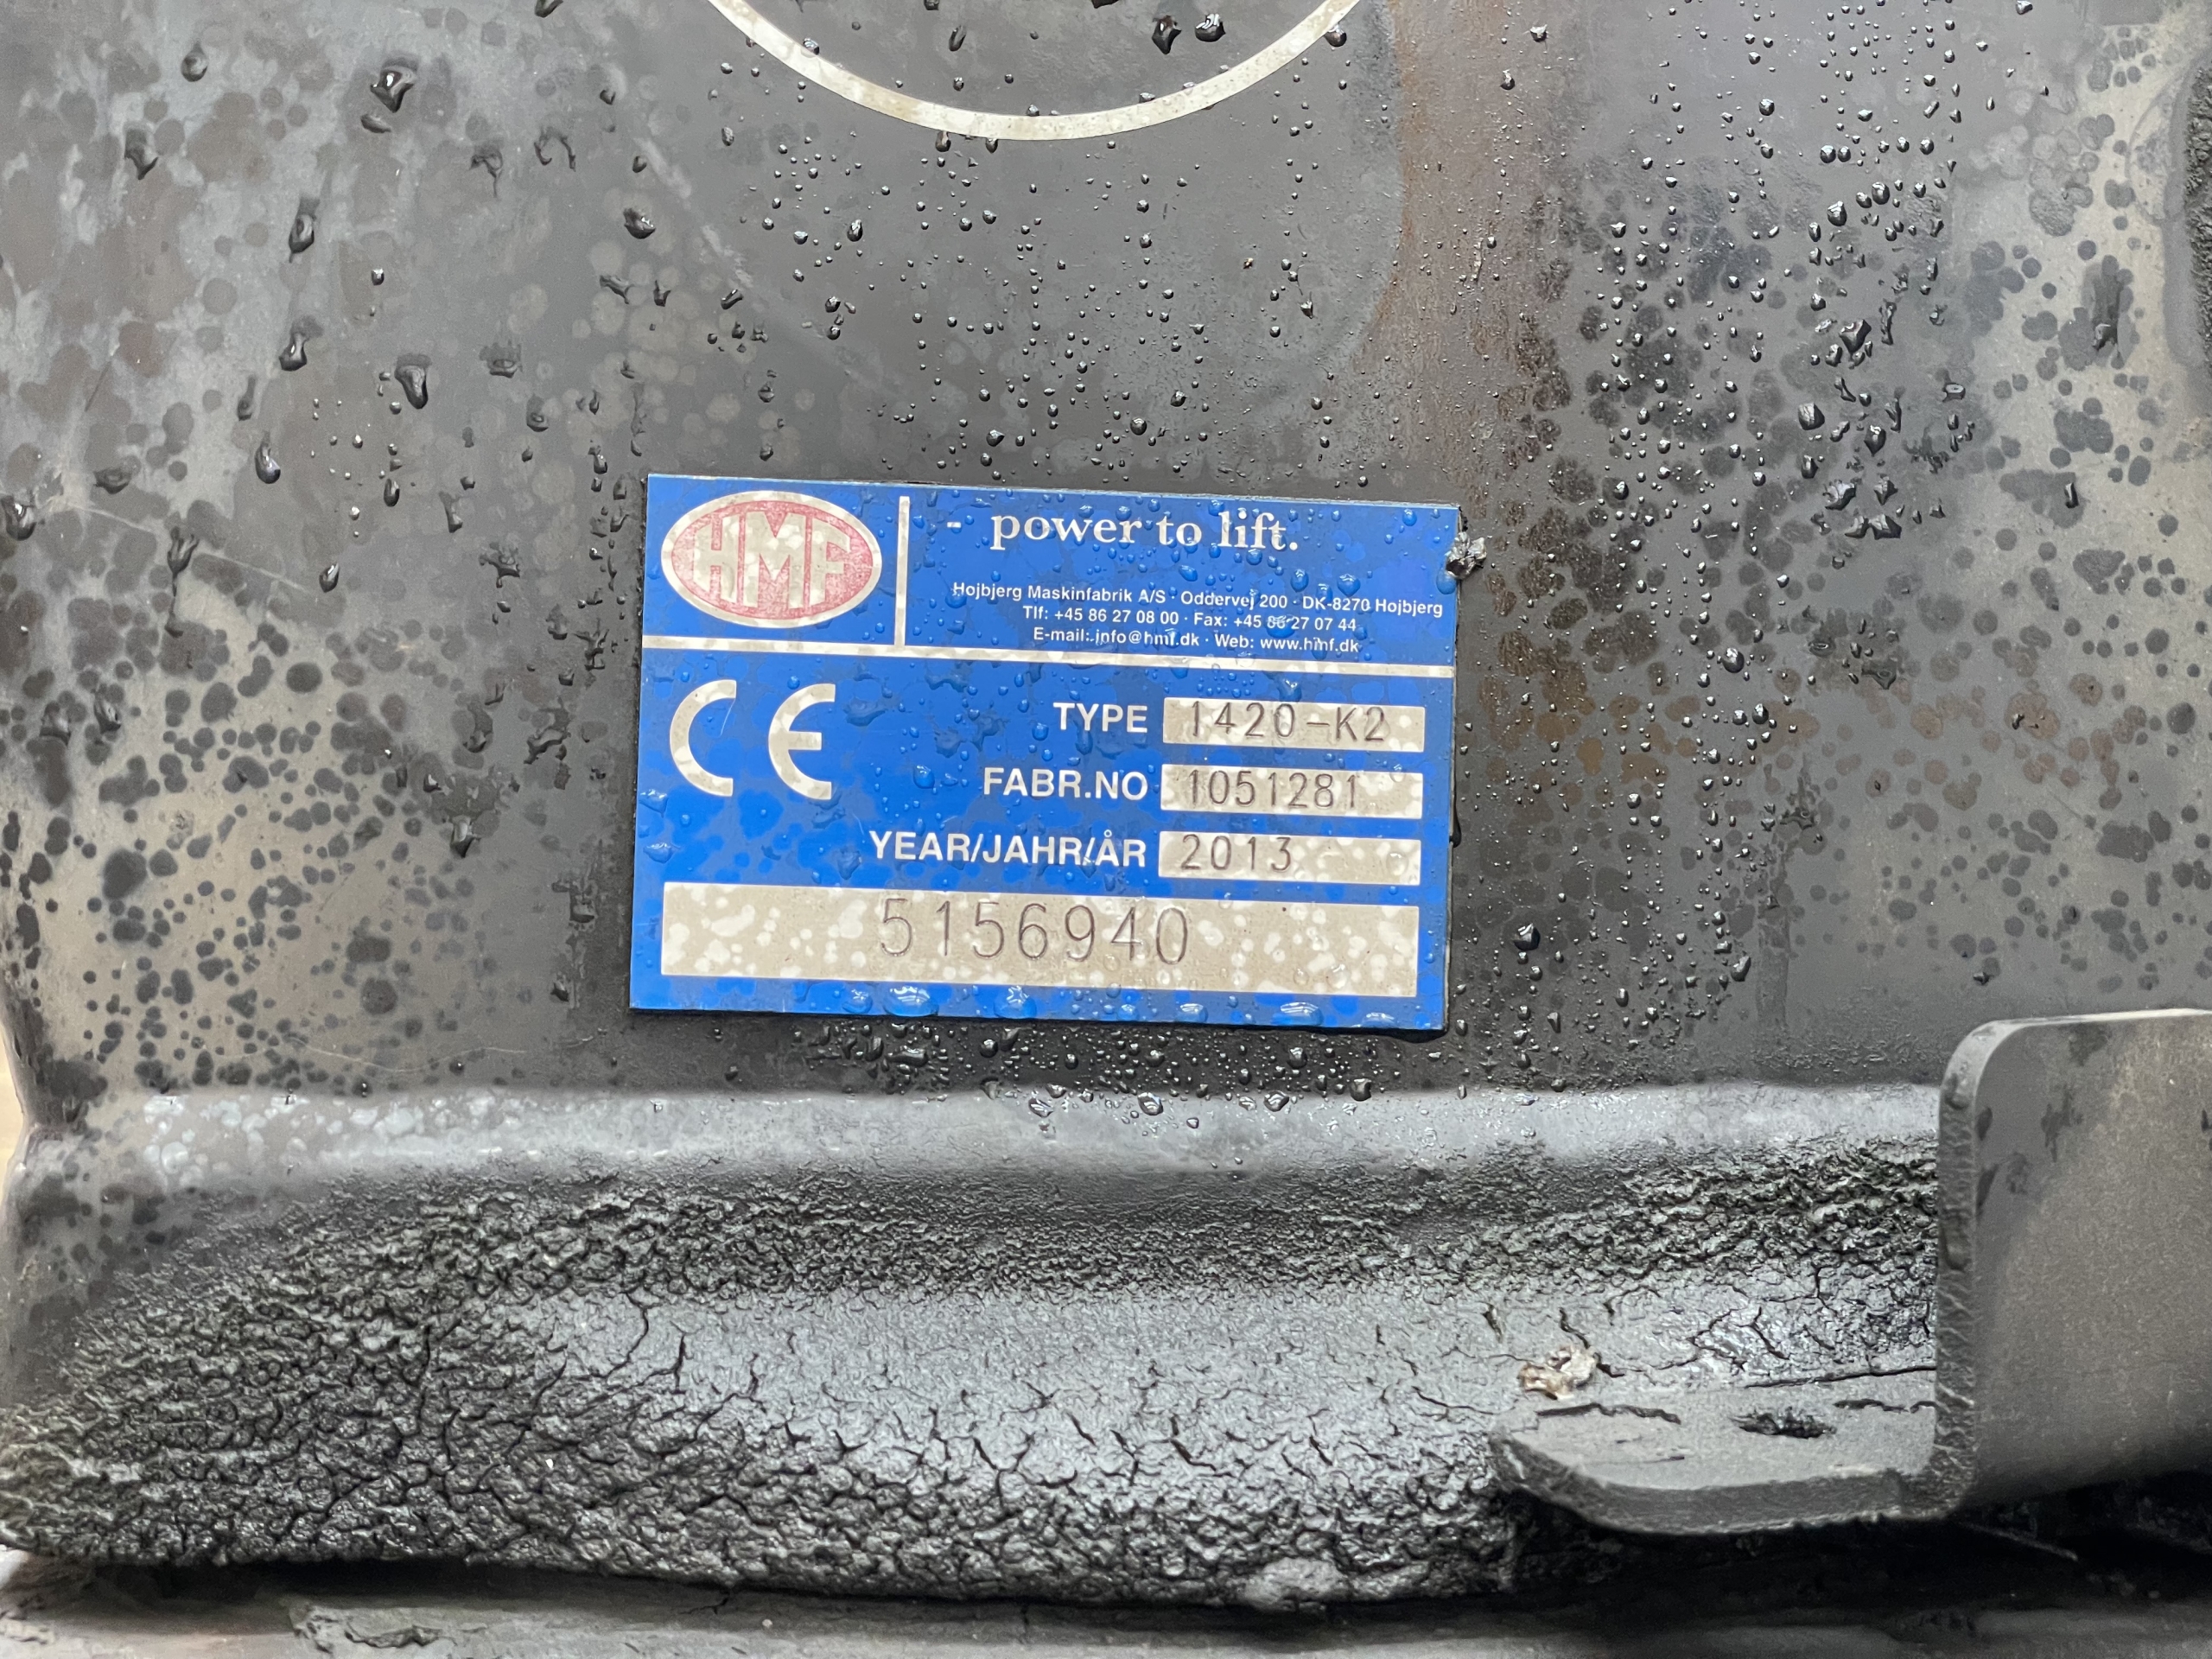 HMF
- power to lift.
Højbjerg Maskinfabrik A/S · Oddervej 200 · DK-8270 Højbjerg
Tlf: +45 86 27 08 00 · Fax: +45 86 27 07 44
E-mail: info@hmf.dk · Web: www.hmf.dk
CE
TYPE 1420-K2
FABR.NO 1051281
YEAR/JAHR/ÅR 2013
5156940